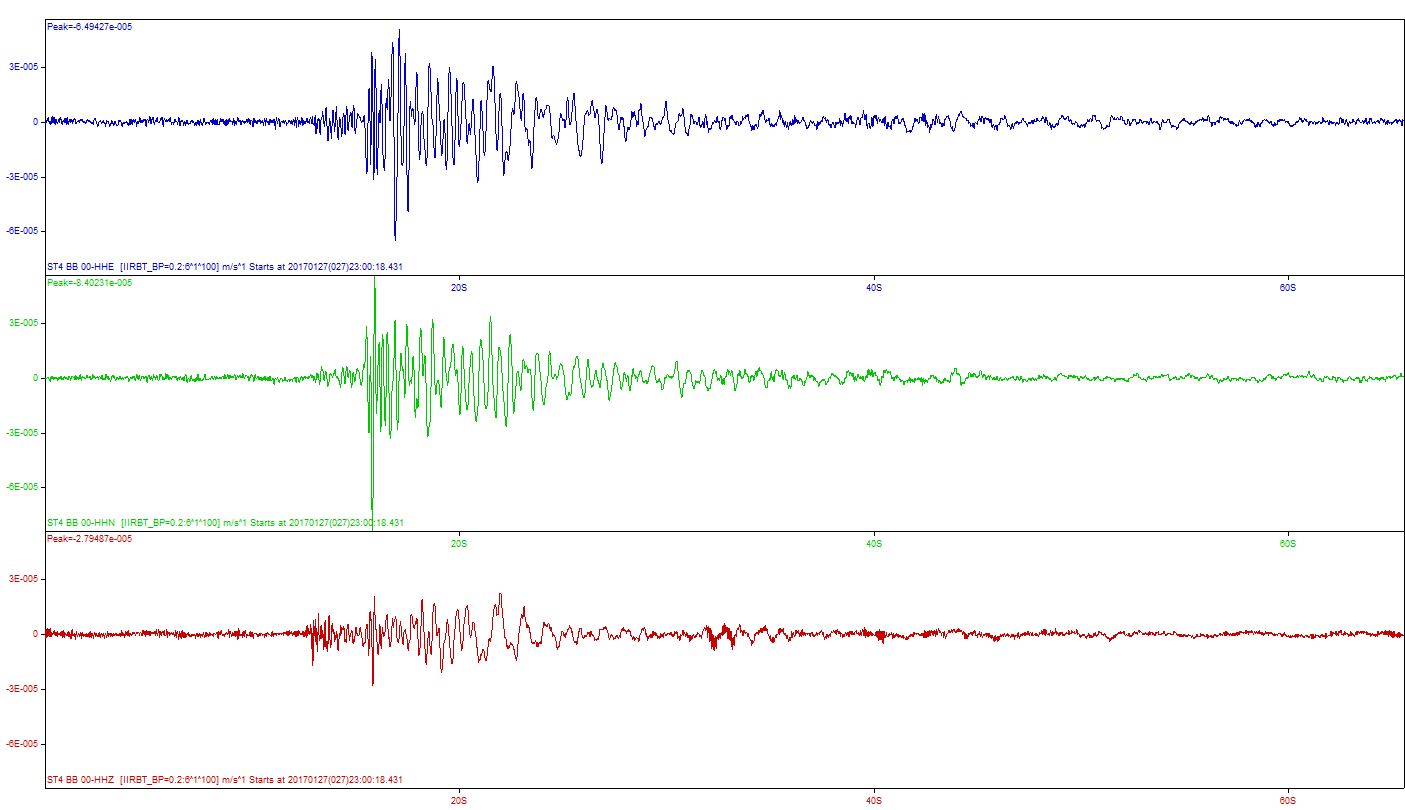 Peak=-6.49427e-005
3E-005
0
-3E-005
-6E-005
ST4 BB 00-HHE [IIRBT_BP=0.2:6^1^100] m/s^1 Starts at 20170127(027)23:00:18.431
20S 40S 60S
Peak=-8.40231e-005
3E-005
0
-3E-005
-6E-005
ST4 BB 00-HHN [IIRBT_BP=0.2:6^1^100] m/s^1 Starts at 20170127(027)23:00:18.431
20S 40S 60S
Peak=-2.79487e-005
3E-005
0
-3E-005
-6E-005
ST4 BB 00-HHZ [IIRBT_BP=0.2:6^1^100] m/s^1 Starts at 20170127(027)23:00:18.431
20S 40S 60S